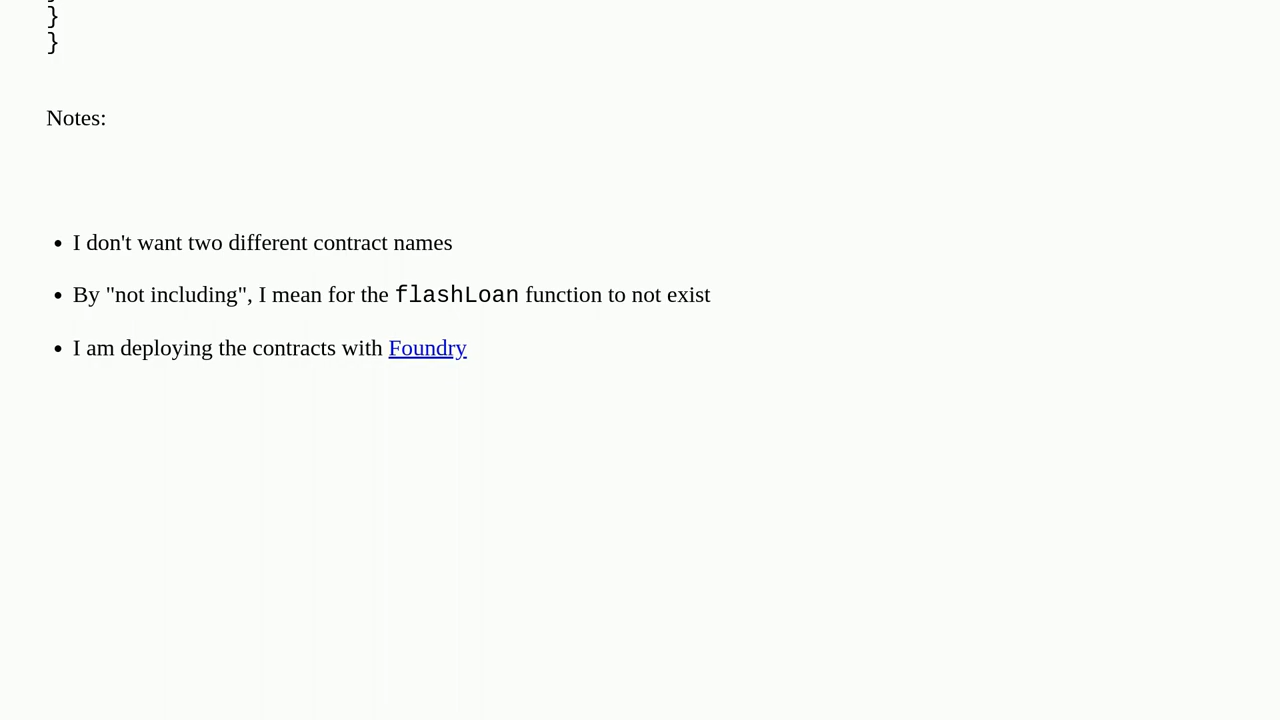 }
}
Notes:
• I don't want two different contract names
• By "not including", I mean for the flashLoan function to not exist
• I am deploying the contracts with Foundry